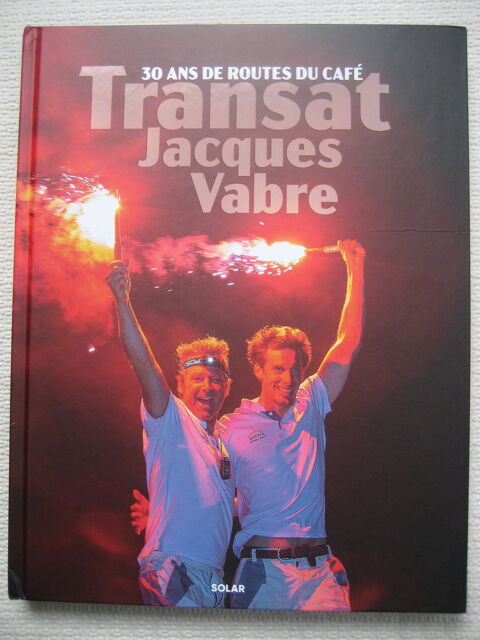 30 ANS DE ROUTES DU CAFÉ
Transat
Jacques
Vabre
SOLAR